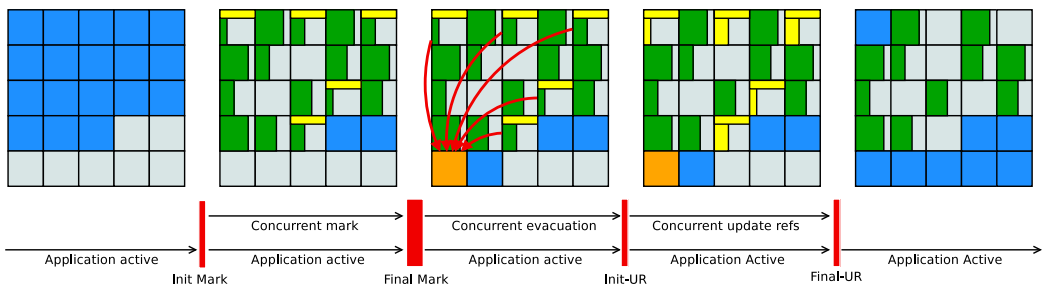 Concurrent mark
Concurrent evacuation
Concurrent update refs
Application active
Application active
Application active
Application Active
Application Active
Init Mark
Final Mark
Init-UR
Final-UR